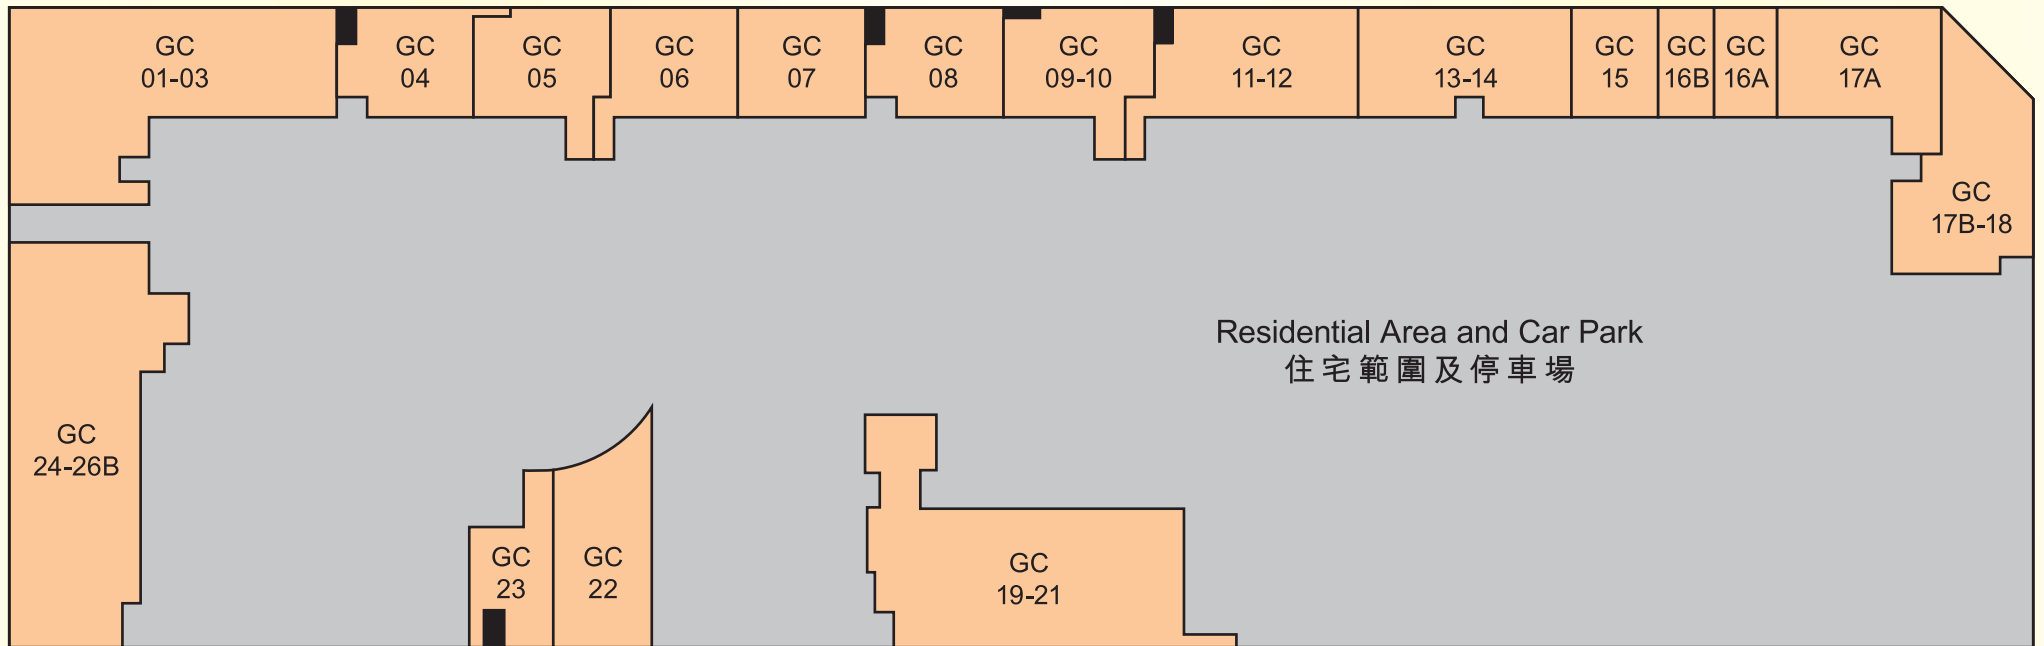 GC
01-03
GC
04
GC
05
GC
06
GC
07
GC
08
GC
09-10
GC
11-12
GC
13-14
GC
15
GC
16B
GC
16A
GC
17A
GC
17B-18
Residential Area and Car Park
住宅範圍及停車場
GC
24-26B
GC
23
GC
22
GC
19-21